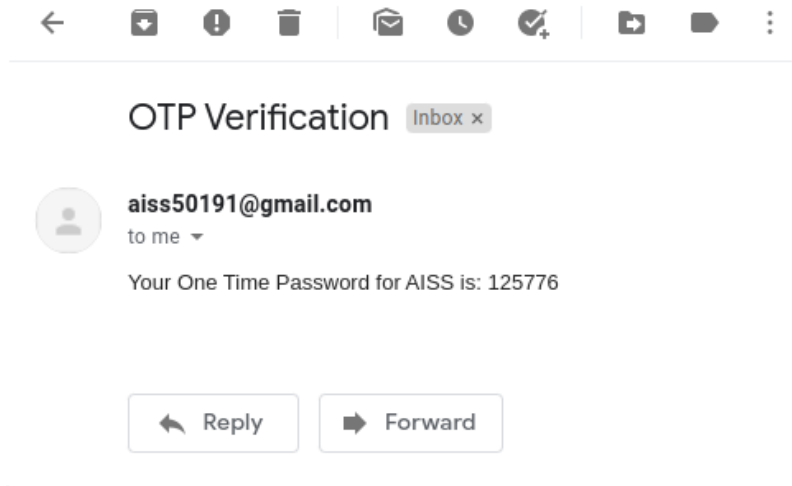 OTP Verification Inbox ×
aiss50191@gmail.com
to me
Your One Time Password for AISS is: 125776
Reply Forward